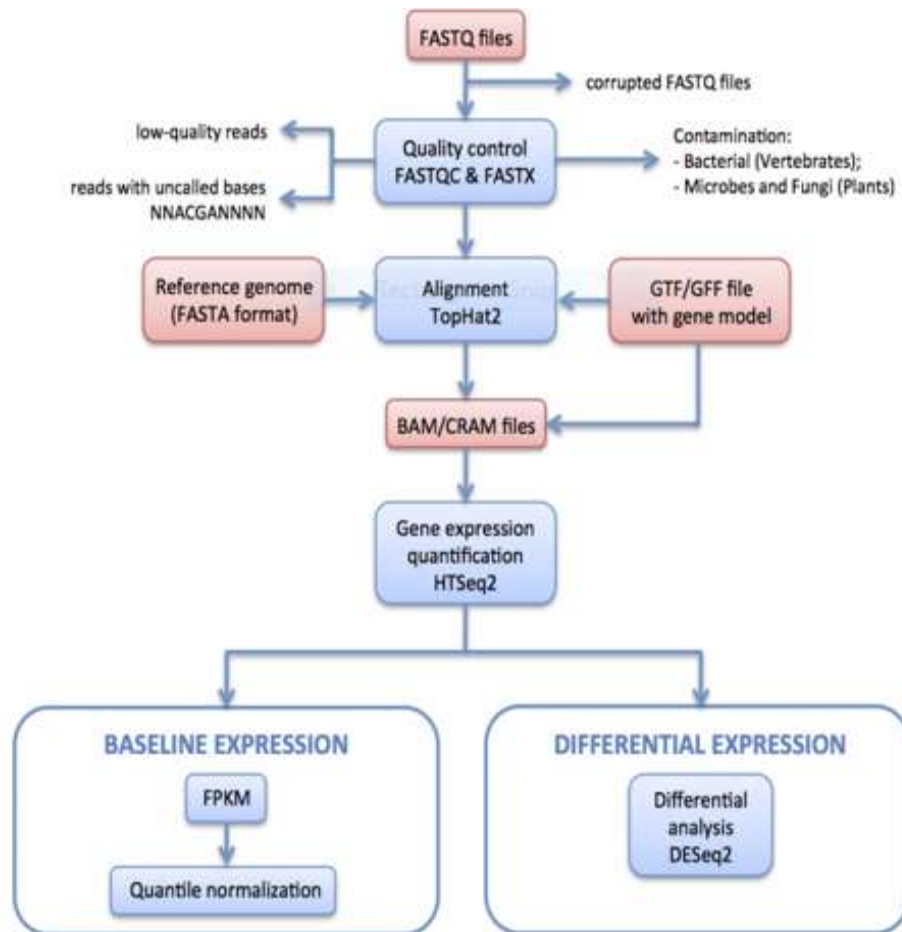 FASTQ files
corrupted FASTQ files
low-quality reads
reads with uncalled bases
NNACGANNNN
Quality control
FASTQC & FASTX
Contamination:
- Bacterial (Vertebrates);
- Microbes and Fungi (Plants)
Reference genome
(FASTA format)
Alignment
TopHat2
GTF/GFF file
with gene model
BAM/CRAM files
Gene expression
quantification
HTSeq2
BASELINE EXPRESSION
FPKM
Quantile normalization
DIFFERENTIAL EXPRESSION
Differential
analysis
DESeq2